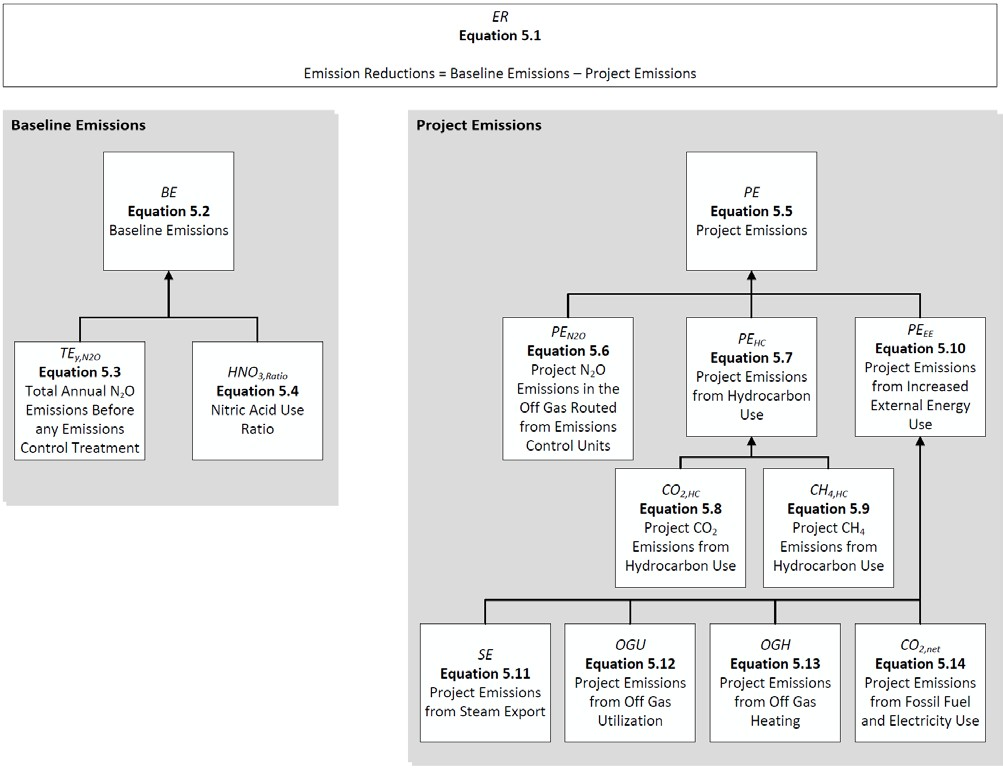 ER
Equation 5.1
Emission Reductions = Baseline Emissions – Project Emissions
Baseline Emissions
BE
Equation 5.2
Baseline Emissions
TEy,N2O
Equation 5.3
Total Annual N₂O
Emissions Before
any Emissions
Control Treatment
HNO3,Ratio
Equation 5.4
Nitric Acid Use
Ratio
Project Emissions
PE
Equation 5.5
Project Emissions
PEN2O
Equation 5.6
Project N₂O
Emissions in the
Off Gas Routed
from Emissions
Control Units
PEHC
Equation 5.7
Project Emissions
from Hydrocarbon
Use
PEEE
Equation 5.10
Project Emissions
from Increased
External Energy
Use
CO2,HC
Equation 5.8
Project CO₂
Emissions from
Hydrocarbon Use
CH4,HC
Equation 5.9
Project CH₄
Emissions from
Hydrocarbon Use
SE
Equation 5.11
Project Emissions
from Steam Export
OGU
Equation 5.12
Project Emissions
from Off Gas
Utilization
OGH
Equation 5.13
Project Emissions
from Off Gas
Heating
CO2,net
Equation 5.14
Project Emissions
from Fossil Fuel
and Electricity Use